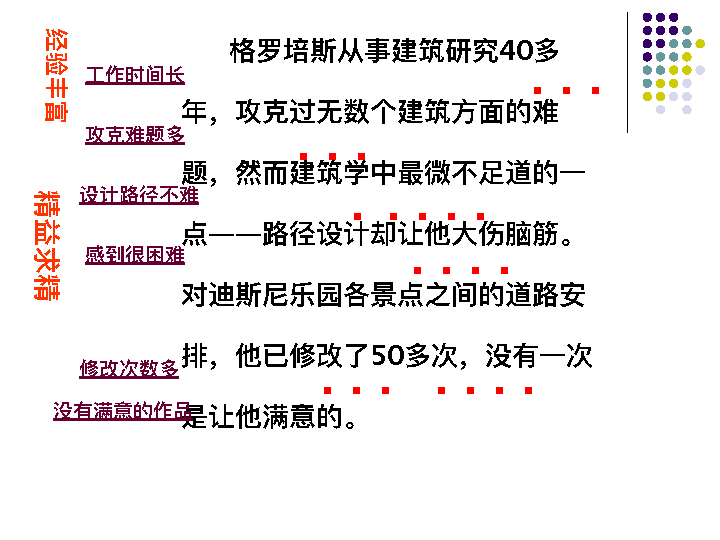 经验丰富
精益求精
工作时间长
攻克难题多
设计路径不难
感到很困难
修改次数多
没有满意的作品
格罗培斯从事建筑研究40多
年，攻克过无数个建筑方面的难
题，然而建筑学中最微不足道的一
点——路径设计却让他大伤脑筋。
对迪斯尼乐园各景点之间的道路安
排，他已修改了50多次，没有一次
是让他满意的。